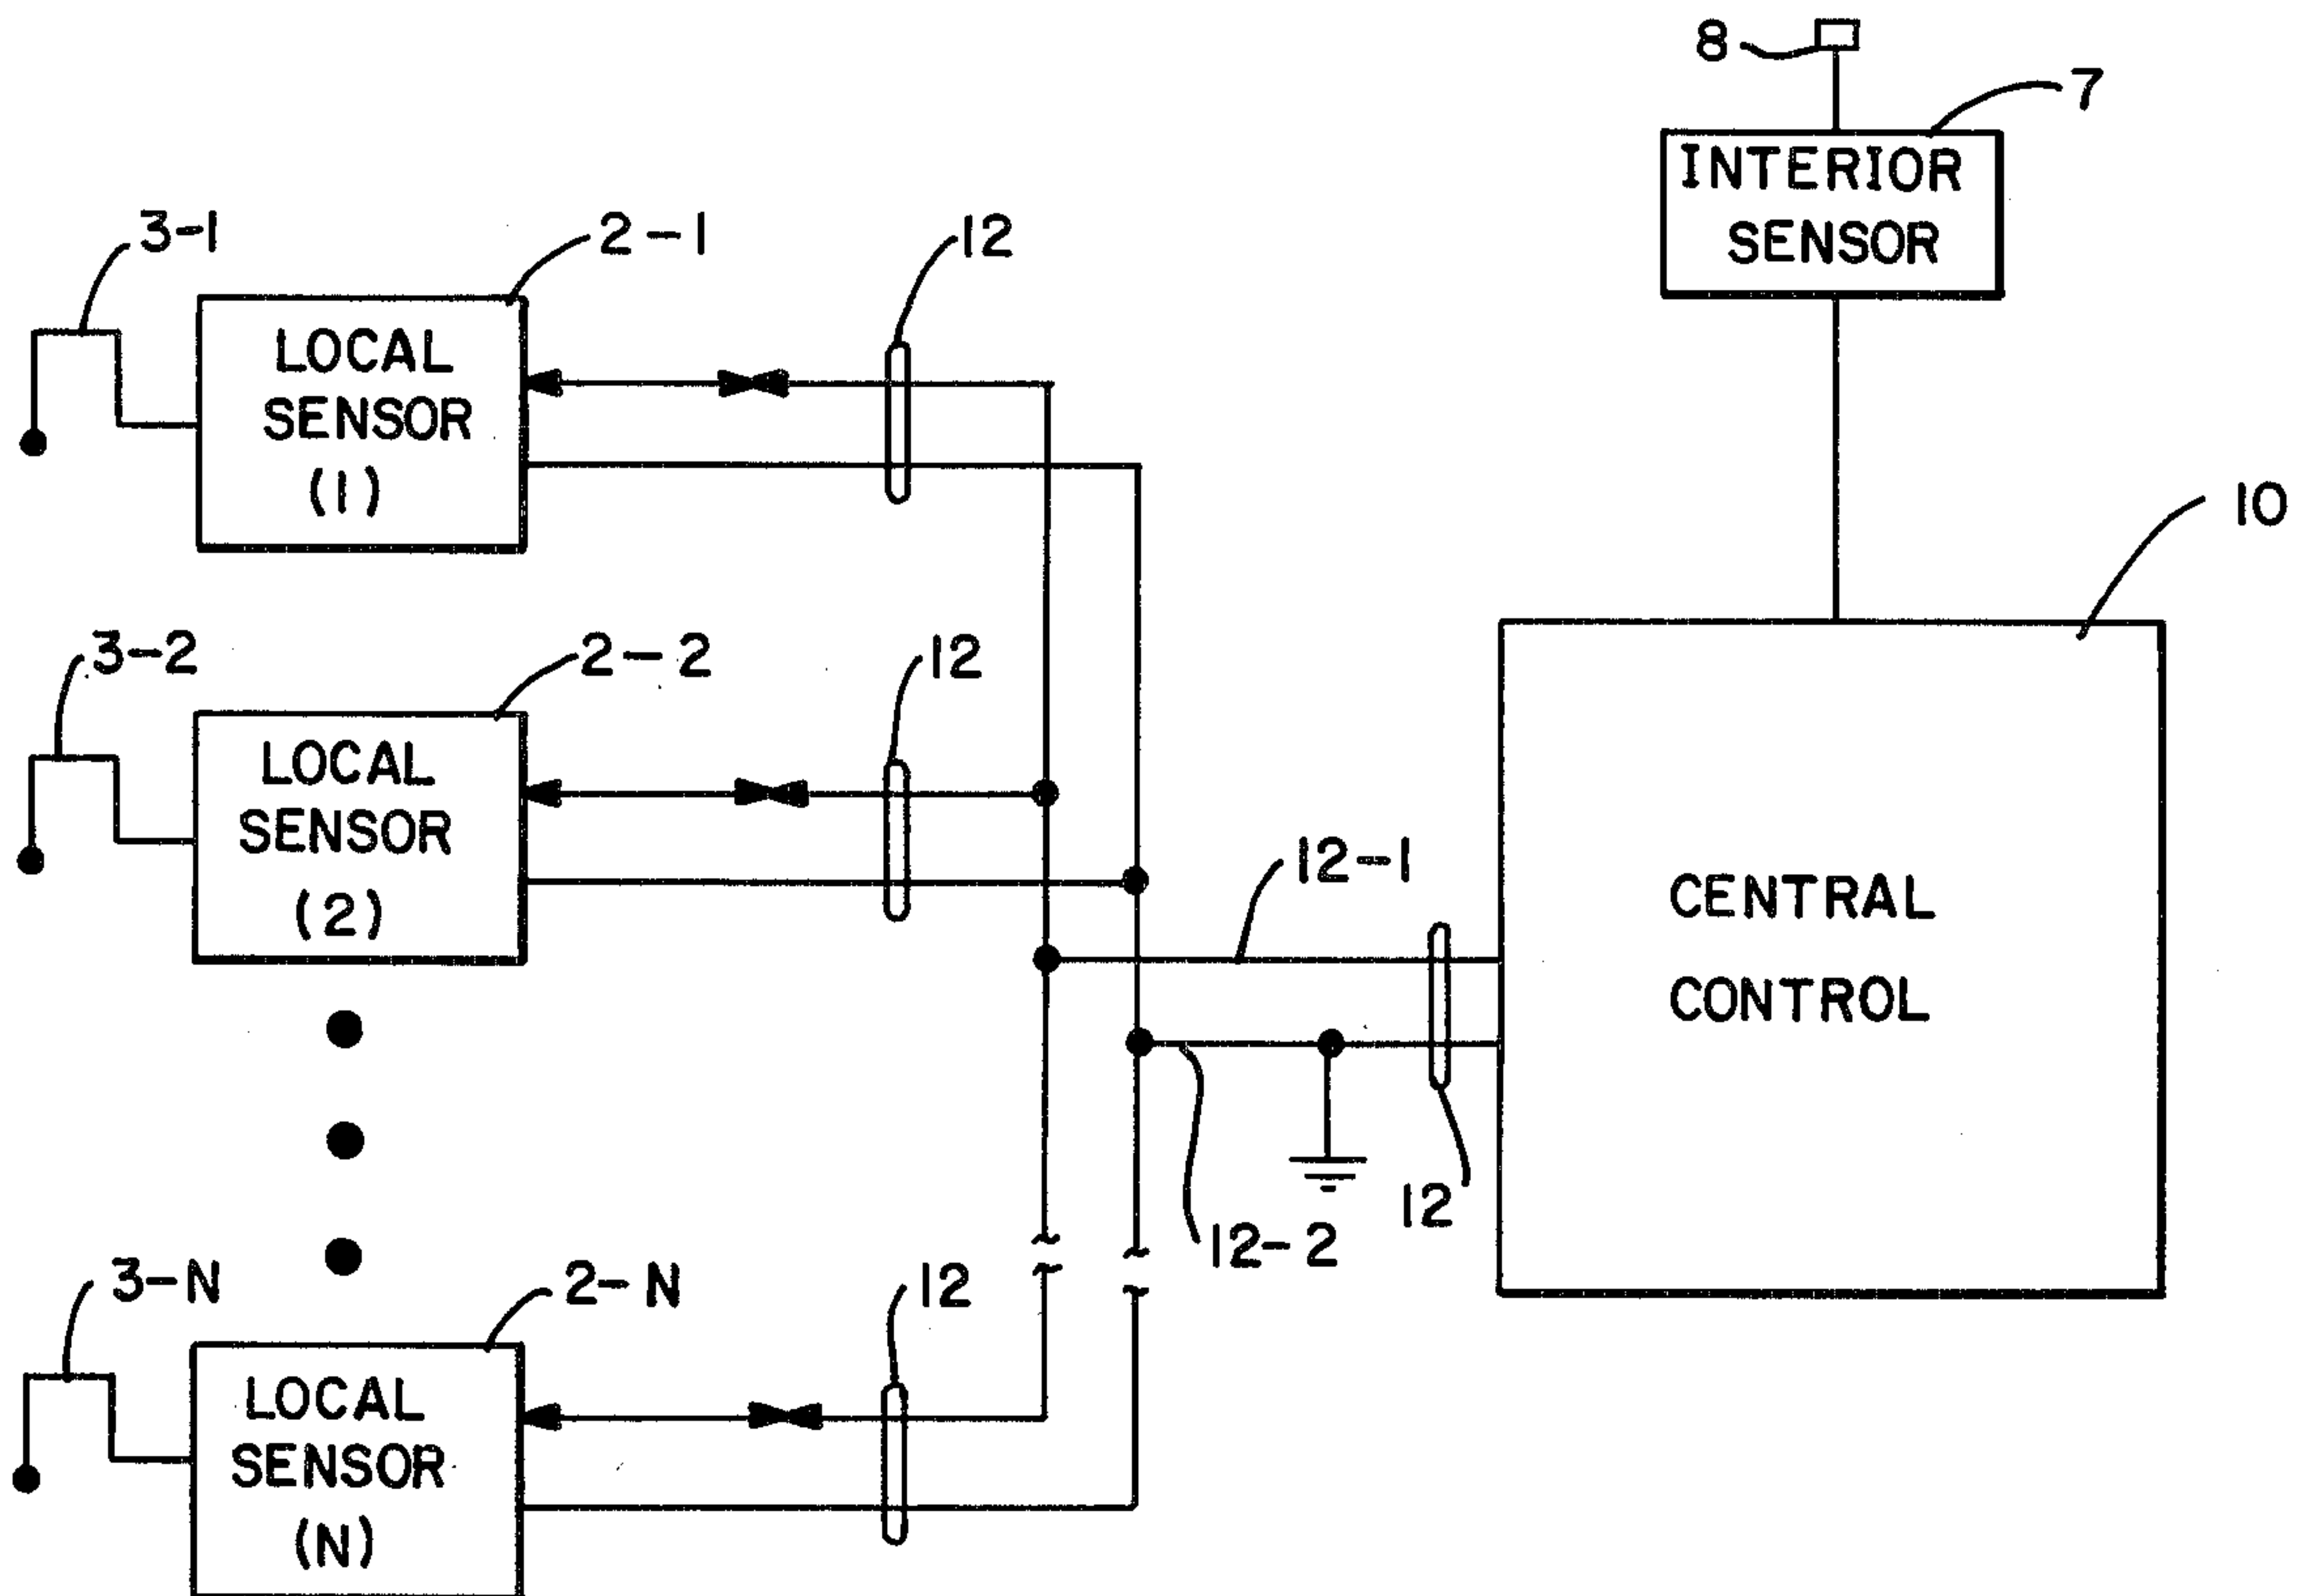 8
7
INTERIOR
SENSOR
3-1
2-1
12
LOCAL
SENSOR
(1)
10
3-2
2-2
12
LOCAL
SENSOR
(2)
12-1
CENTRAL
CONTROL
12
12-2
3-N
2-N
12
LOCAL
SENSOR
(N)